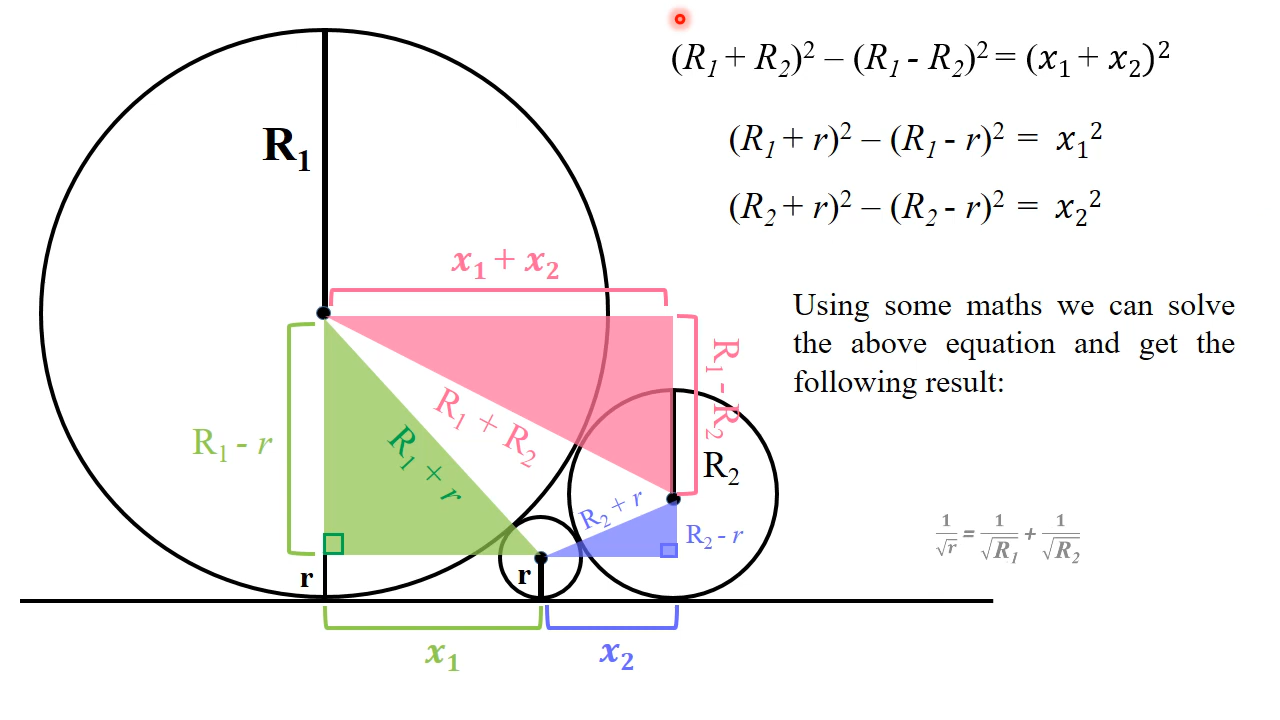 (R₁ + R₂)² – (R₁ - R₂)² = (x₁ + x₂)²
(R₁ + r)² – (R₁ - r)² = x₁²
(R₂ + r)² – (R₂ - r)² = x₂²
R₁
x₁ + x₂
Using some maths we can solve
the above equation and get the
following result:
R₁ - R₂
R₁ + R₂
R₁ - r
R₁ + r
R₂
R₂ + r
R₂ - r
1/√r = 1/√R₁ + 1/√R₂
r
r
x₁
x₂